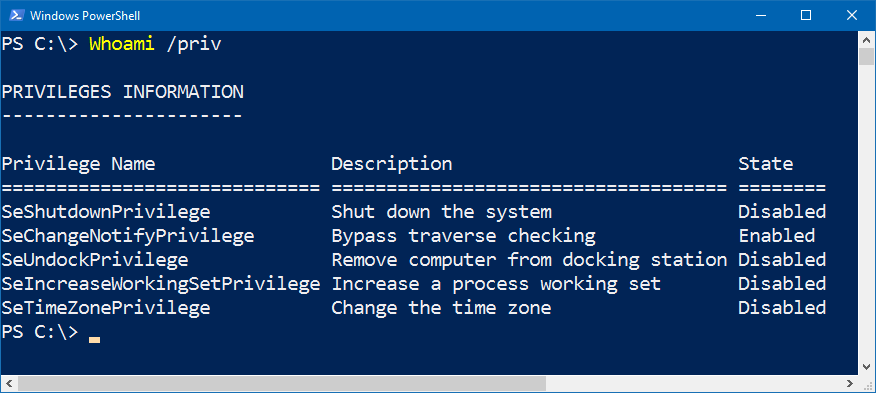 Windows PowerShell
PS C:\> Whoami /priv
PRIVILEGES INFORMATION
----------------------
Privilege Name                Description                          State
============================= ==================================== ========
SeShutdownPrivilege           Shut down the system                 Disabled
SeChangeNotifyPrivilege       Bypass traverse checking             Enabled
SeUndockPrivilege             Remove computer from docking station Disabled
SeIncreaseWorkingSetPrivilege Increase a process working set       Disabled
SeTimeZonePrivilege           Change the time zone                 Disabled
PS C:\>